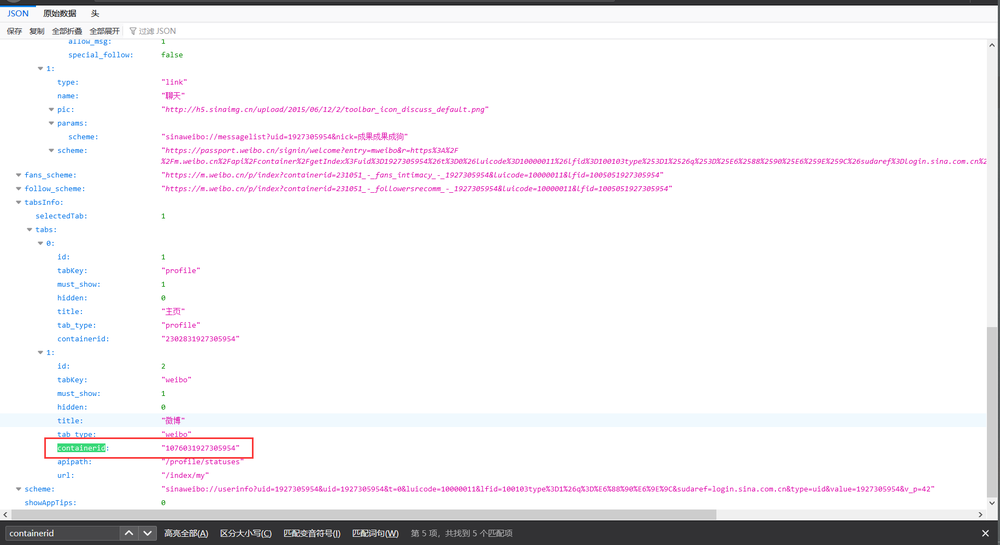 JSON 原始数据 头
保存 复制 全部折叠 全部展开 过滤 JSON
allow_msg: 1
special_follow: false
1:
type: "link"
name: "聊天"
pic: "http://h5.sinaimg.cn/upload/2015/06/12/2/toolbar_icon_discuss_default.png"
params:
scheme: "sinaweibo://messagelist?uid=1927305954&nick=成果成果成狗"
scheme: "https://passport.weibo.cn/signin/welcome?entry=mweibo&r=https%3A%2F
%2Fm.weibo.cn%2Fapi%2Fcontainer%2FgetIndex%3Fuid%3D1927305954%26t%3D0%26luicode%3D10000011%26lfid%3D100103type%253D1%2526q%253D%25E6%2588%2590%25E6%259E%259C%26sudaref%3Dlogin.sina.com.cn%2
fans_scheme: "https://m.weibo.cn/p/index?containerid=231051_-_fans_intimacy_-_1927305954&luicode=10000011&lfid=1005051927305954"
follow_scheme: "https://m.weibo.cn/p/index?containerid=231051_-_followersrecomm_-_1927305954&luicode=10000011&lfid=1005051927305954"
tabsInfo:
selectedTab: 1
tabs:
0:
id: 1
tabKey: "profile"
must_show: 1
hidden: 0
title: "主页"
tab_type: "profile"
containerid: "2302831927305954"
1:
id: 2
tabKey: "weibo"
must_show: 1
hidden: 0
title: "微博"
tab_type: "weibo"
containerid: "1076031927305954"
apipath: "/profile/statuses"
url: "/index/my"
scheme: "sinaweibo://userinfo?uid=1927305954&uid=1927305954&t=0&luicode=10000011&lfid=100103type%3D1%26q%3D%E6%88%90%E6%9E%9C&sudaref=login.sina.com.cn&type=uid&value=1927305954&v_p=42"
showAppTips: 0
containerid 高亮全部(A) 区分大小写(C) 匹配变音符号(I) 匹配词句(W) 第 5 项，共找到 5 个匹配项